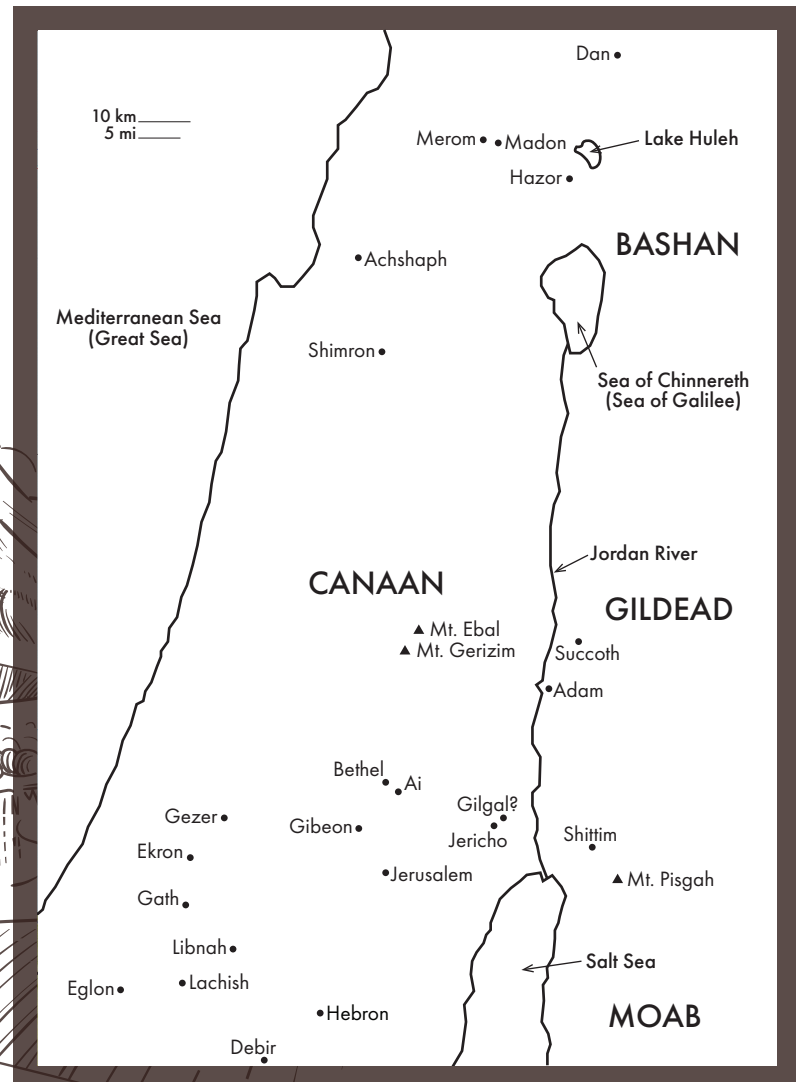 Dan
10 km
5 mi
Merom
Madon
Lake Huleh
Hazor
BASHAN
Achshaph
Mediterranean Sea
(Great Sea)
Shimron
Sea of Chinnereth
(Sea of Galilee)
Jordan River
CANAAN
GILDEAD
Mt. Ebal
Mt. Gerizim
Succoth
Adam
Bethel
Ai
Gilgal?
Gezer
Gibeon
Jericho
Shittim
Ekron
Jerusalem
Mt. Pisgah
Gath
Libnah
Salt Sea
Eglon
Lachish
Hebron
MOAB
Debir